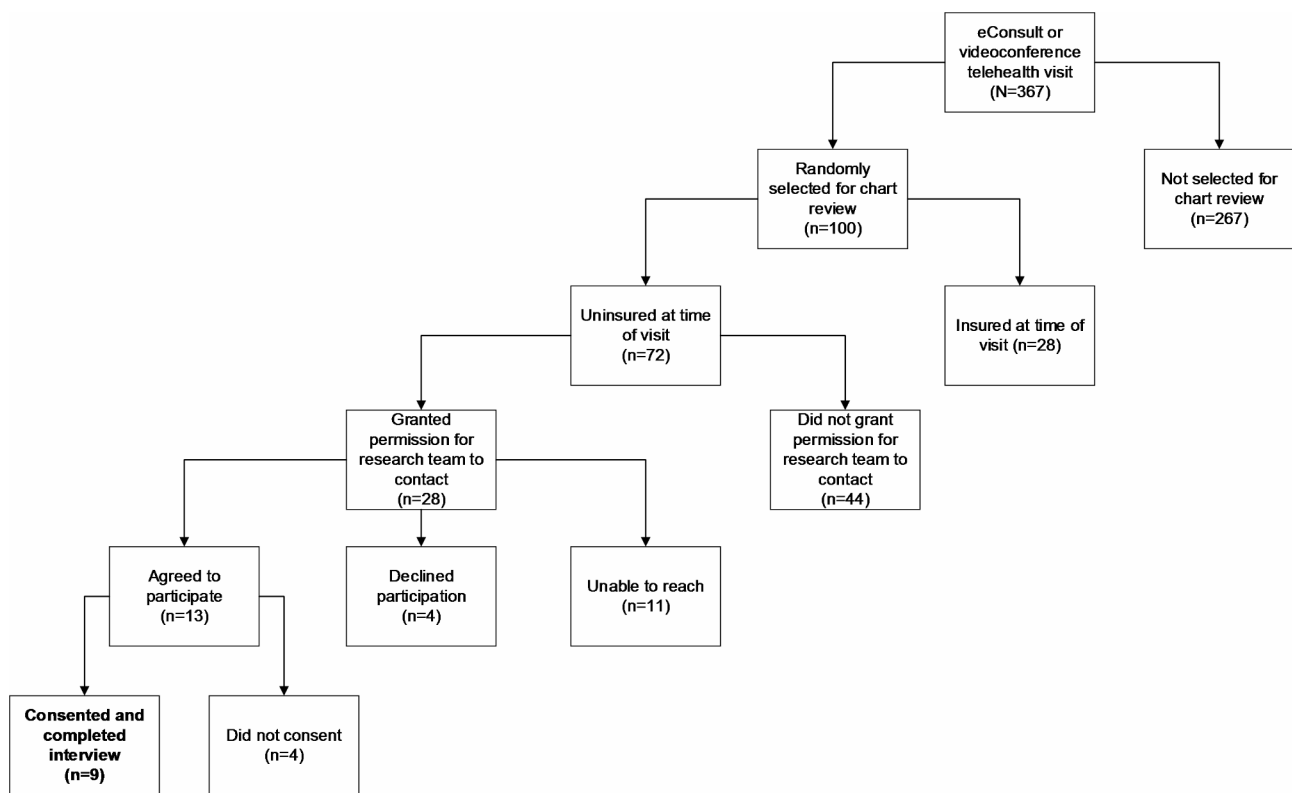 eConsult or
videoconference
telehealth visit
(N=367)
Randomly
selected for chart
review
(n=100)
Not selected for
chart review
(n=267)
Uninsured at time
of visit
(n=72)
Insured at time of
visit (n=28)
Granted
permission for
research team to
contact
(n=28)
Did not grant
permission for
research team to
contact
(n=44)
Agreed to
participate
(n=13)
Declined
participation
(n=4)
Unable to reach
(n=11)
Consented and
completed
interview
(n=9)
Did not consent
(n=4)